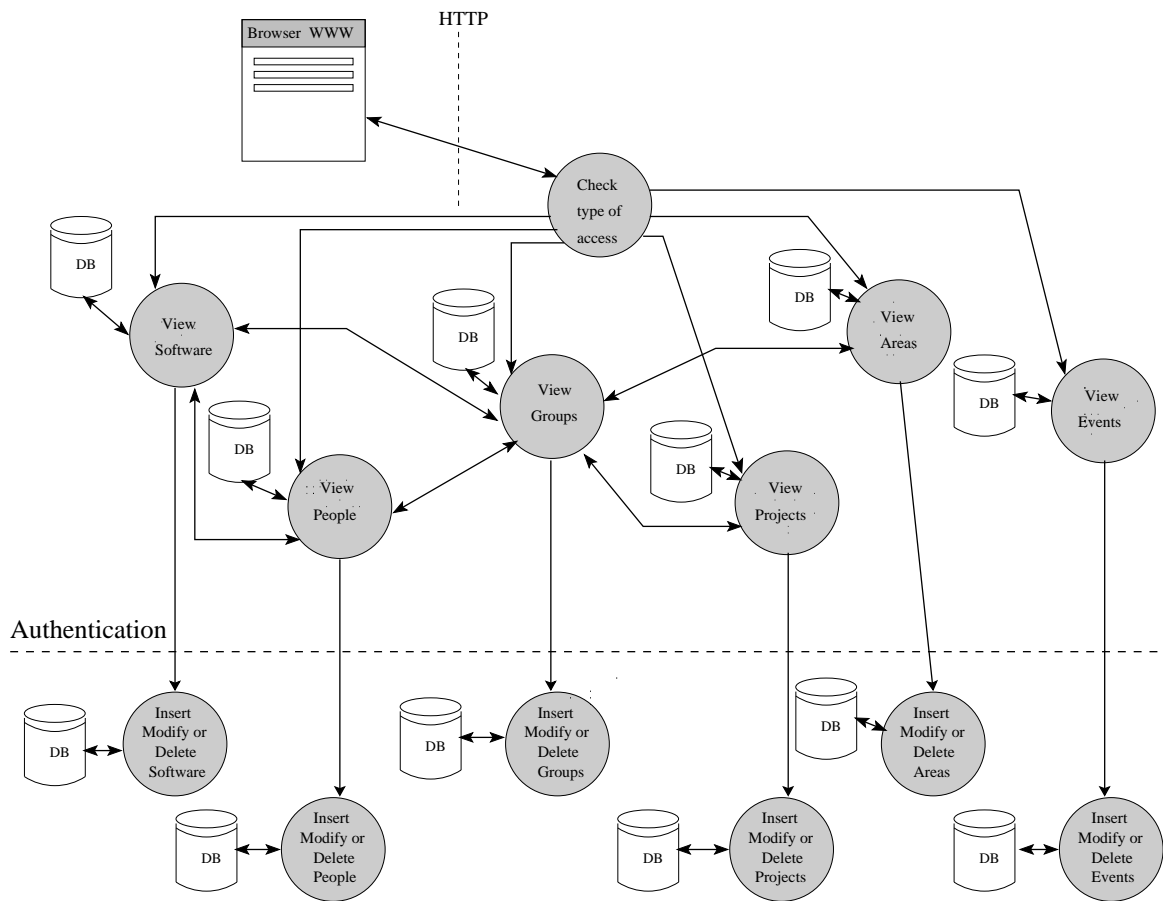 HTTP
Browser WWW
Check
type of
access
DB
View
Software
DB
View
Groups
DB
View
Areas
DB
View
Events
DB
View
People
DB
View
Projects
Authentication
DB
Insert
Modify or
Delete
Software
DB
Insert
Modify or
Delete
Groups
DB
Insert
Modify or
Delete
Areas
DB
Insert
Modify or
Delete
People
DB
Insert
Modify or
Delete
Projects
DB
Insert
Modify or
Delete
Events